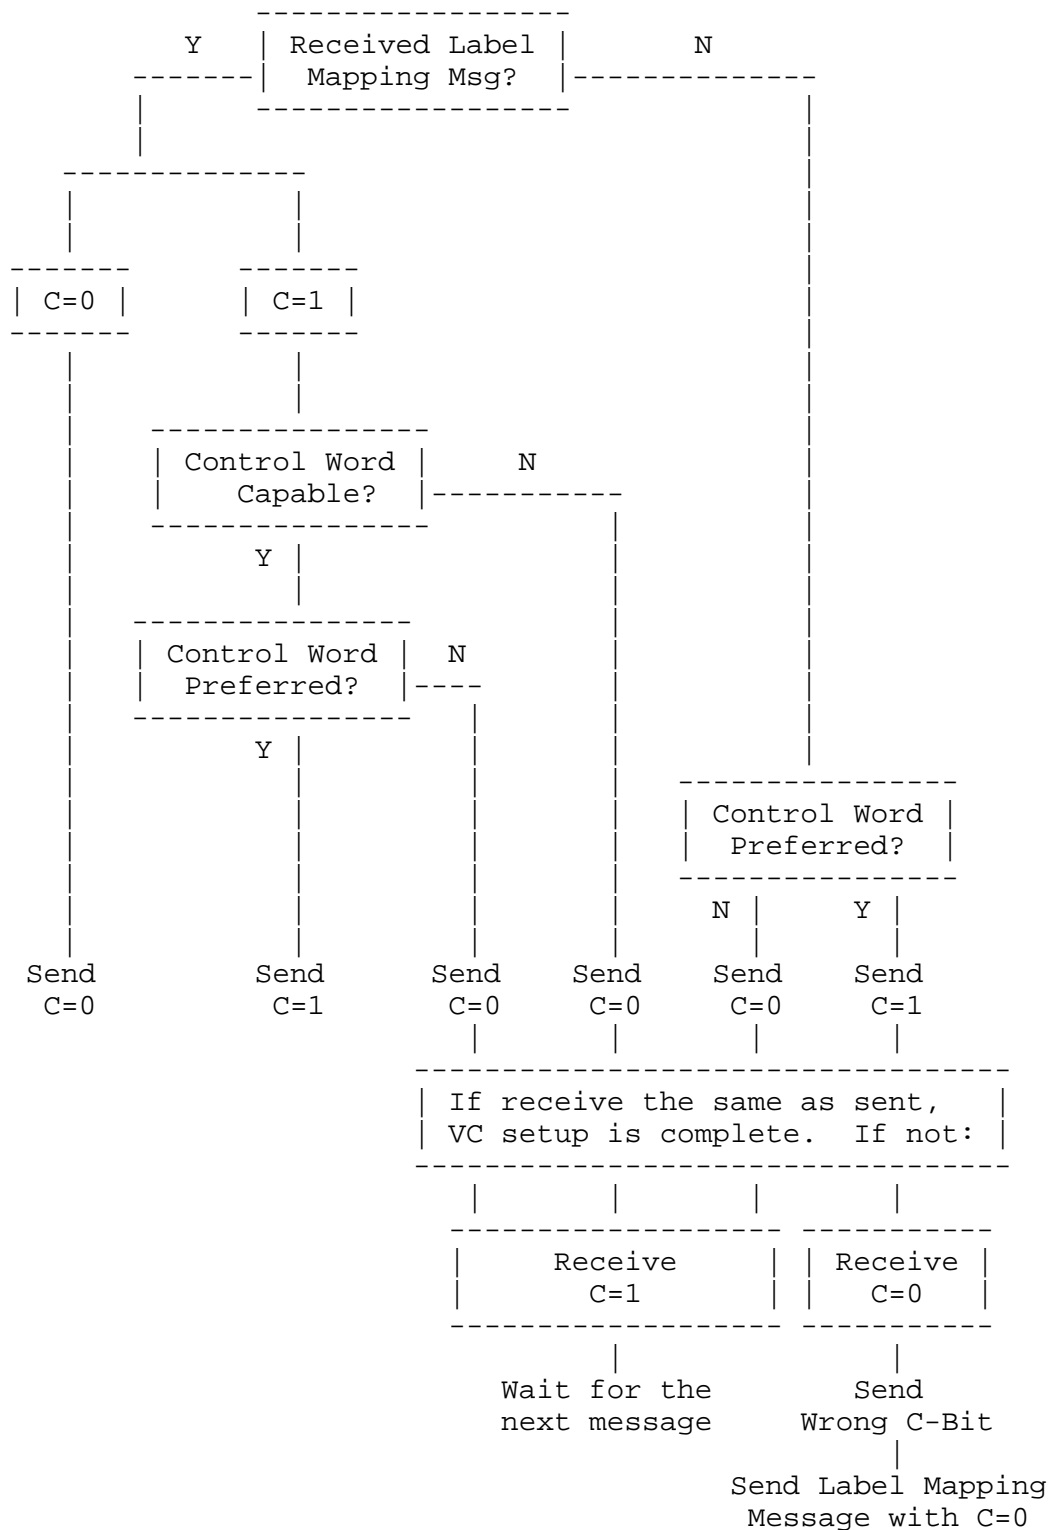 Y
Received Label
Mapping Msg?
N
C=0
C=1
Control Word
Capable?
N
Y
Control Word
Preferred?
N
Y
Control Word
Preferred?
N
Y
Send
C=0
Send
C=1
Send
C=0
Send
C=0
Send
C=0
Send
C=1
If receive the same as sent,
VC setup is complete.  If not:
Receive
C=1
Receive
C=0
Wait for the
next message
Send
Wrong C-Bit
Send Label Mapping
Message with C=0